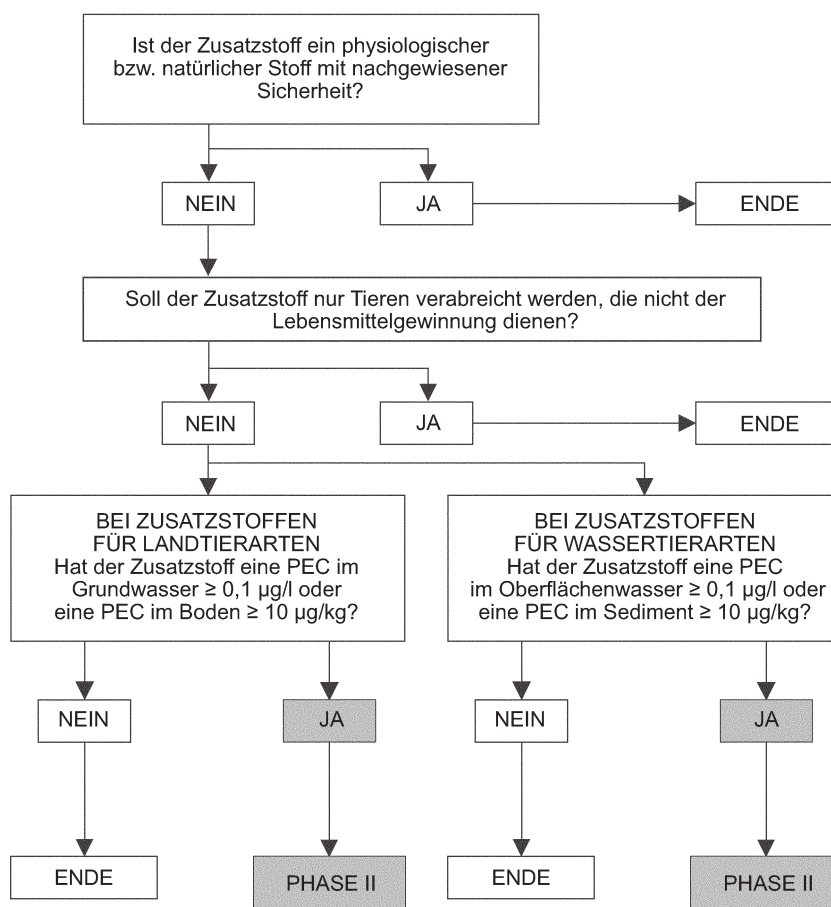 Ist der Zusatzstoff ein physiologischer
bzw. natürlicher Stoff mit nachgewiesener
Sicherheit?
NEIN
JA
ENDE
Soll der Zusatzstoff nur Tieren verabreicht werden, die nicht der
Lebensmittelgewinnung dienen?
NEIN
JA
ENDE
BEI ZUSATZSTOFFEN
FÜR LANDTIERARTEN
Hat der Zusatzstoff eine PEC im
Grundwasser ≥ 0,1 µg/l oder
eine PEC im Boden ≥ 10 µg/kg?
BEI ZUSATZSTOFFEN
FÜR WASSERTIERARTEN
Hat der Zusatzstoff eine PEC
im Oberflächenwasser ≥ 0,1 µg/l oder
eine PEC im Sediment ≥ 10 µg/kg?
NEIN
JA
NEIN
JA
ENDE
PHASE II
ENDE
PHASE II